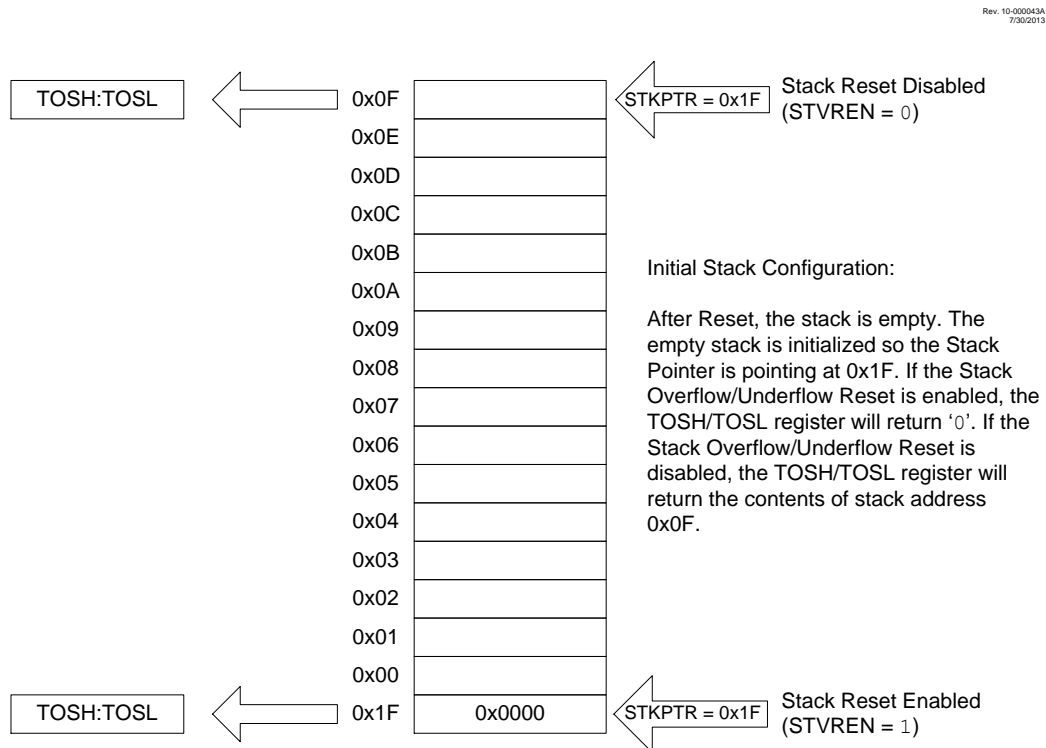 Rev. 10-000043A
7/30/2013
TOSH:TOSL
0x0F
STKPTR = 0x1F
Stack Reset Disabled
(STVREN = 0)
0x0E
0x0D
0x0C
0x0B
0x0A
0x09
0x08
0x07
0x06
0x05
0x04
0x03
0x02
0x01
0x00
Initial Stack Configuration:
After Reset, the stack is empty. The
empty stack is initialized so the Stack
Pointer is pointing at 0x1F. If the Stack
Overflow/Underflow Reset is enabled, the
TOSH/TOSL register will return ‘0’. If the
Stack Overflow/Underflow Reset is
disabled, the TOSH/TOSL register will
return the contents of stack address
0x0F.
TOSH:TOSL
0x1F
0x0000
STKPTR = 0x1F
Stack Reset Enabled
(STVREN = 1)